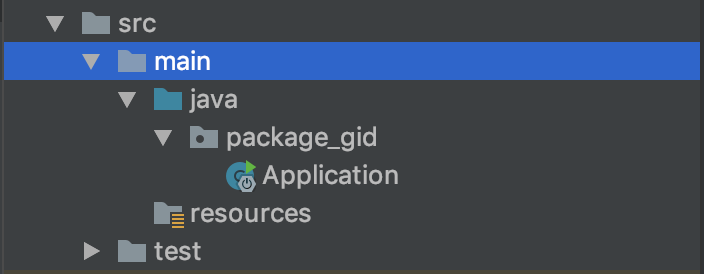 src
main
java
package_gid
Application
resources
test